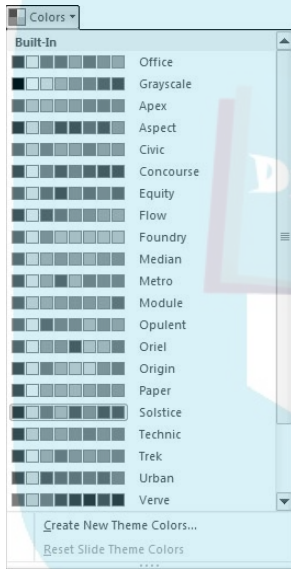 Colors
Built-In
Office
Grayscale
Apex
Aspect
Civic
Concourse
Equity
Flow
Foundry
Median
Metro
Module
Opulent
Oriel
Origin
Paper
Solstice
Technic
Trek
Urban
Verve
Create New Theme Colors...
Reset Slide Theme Colors